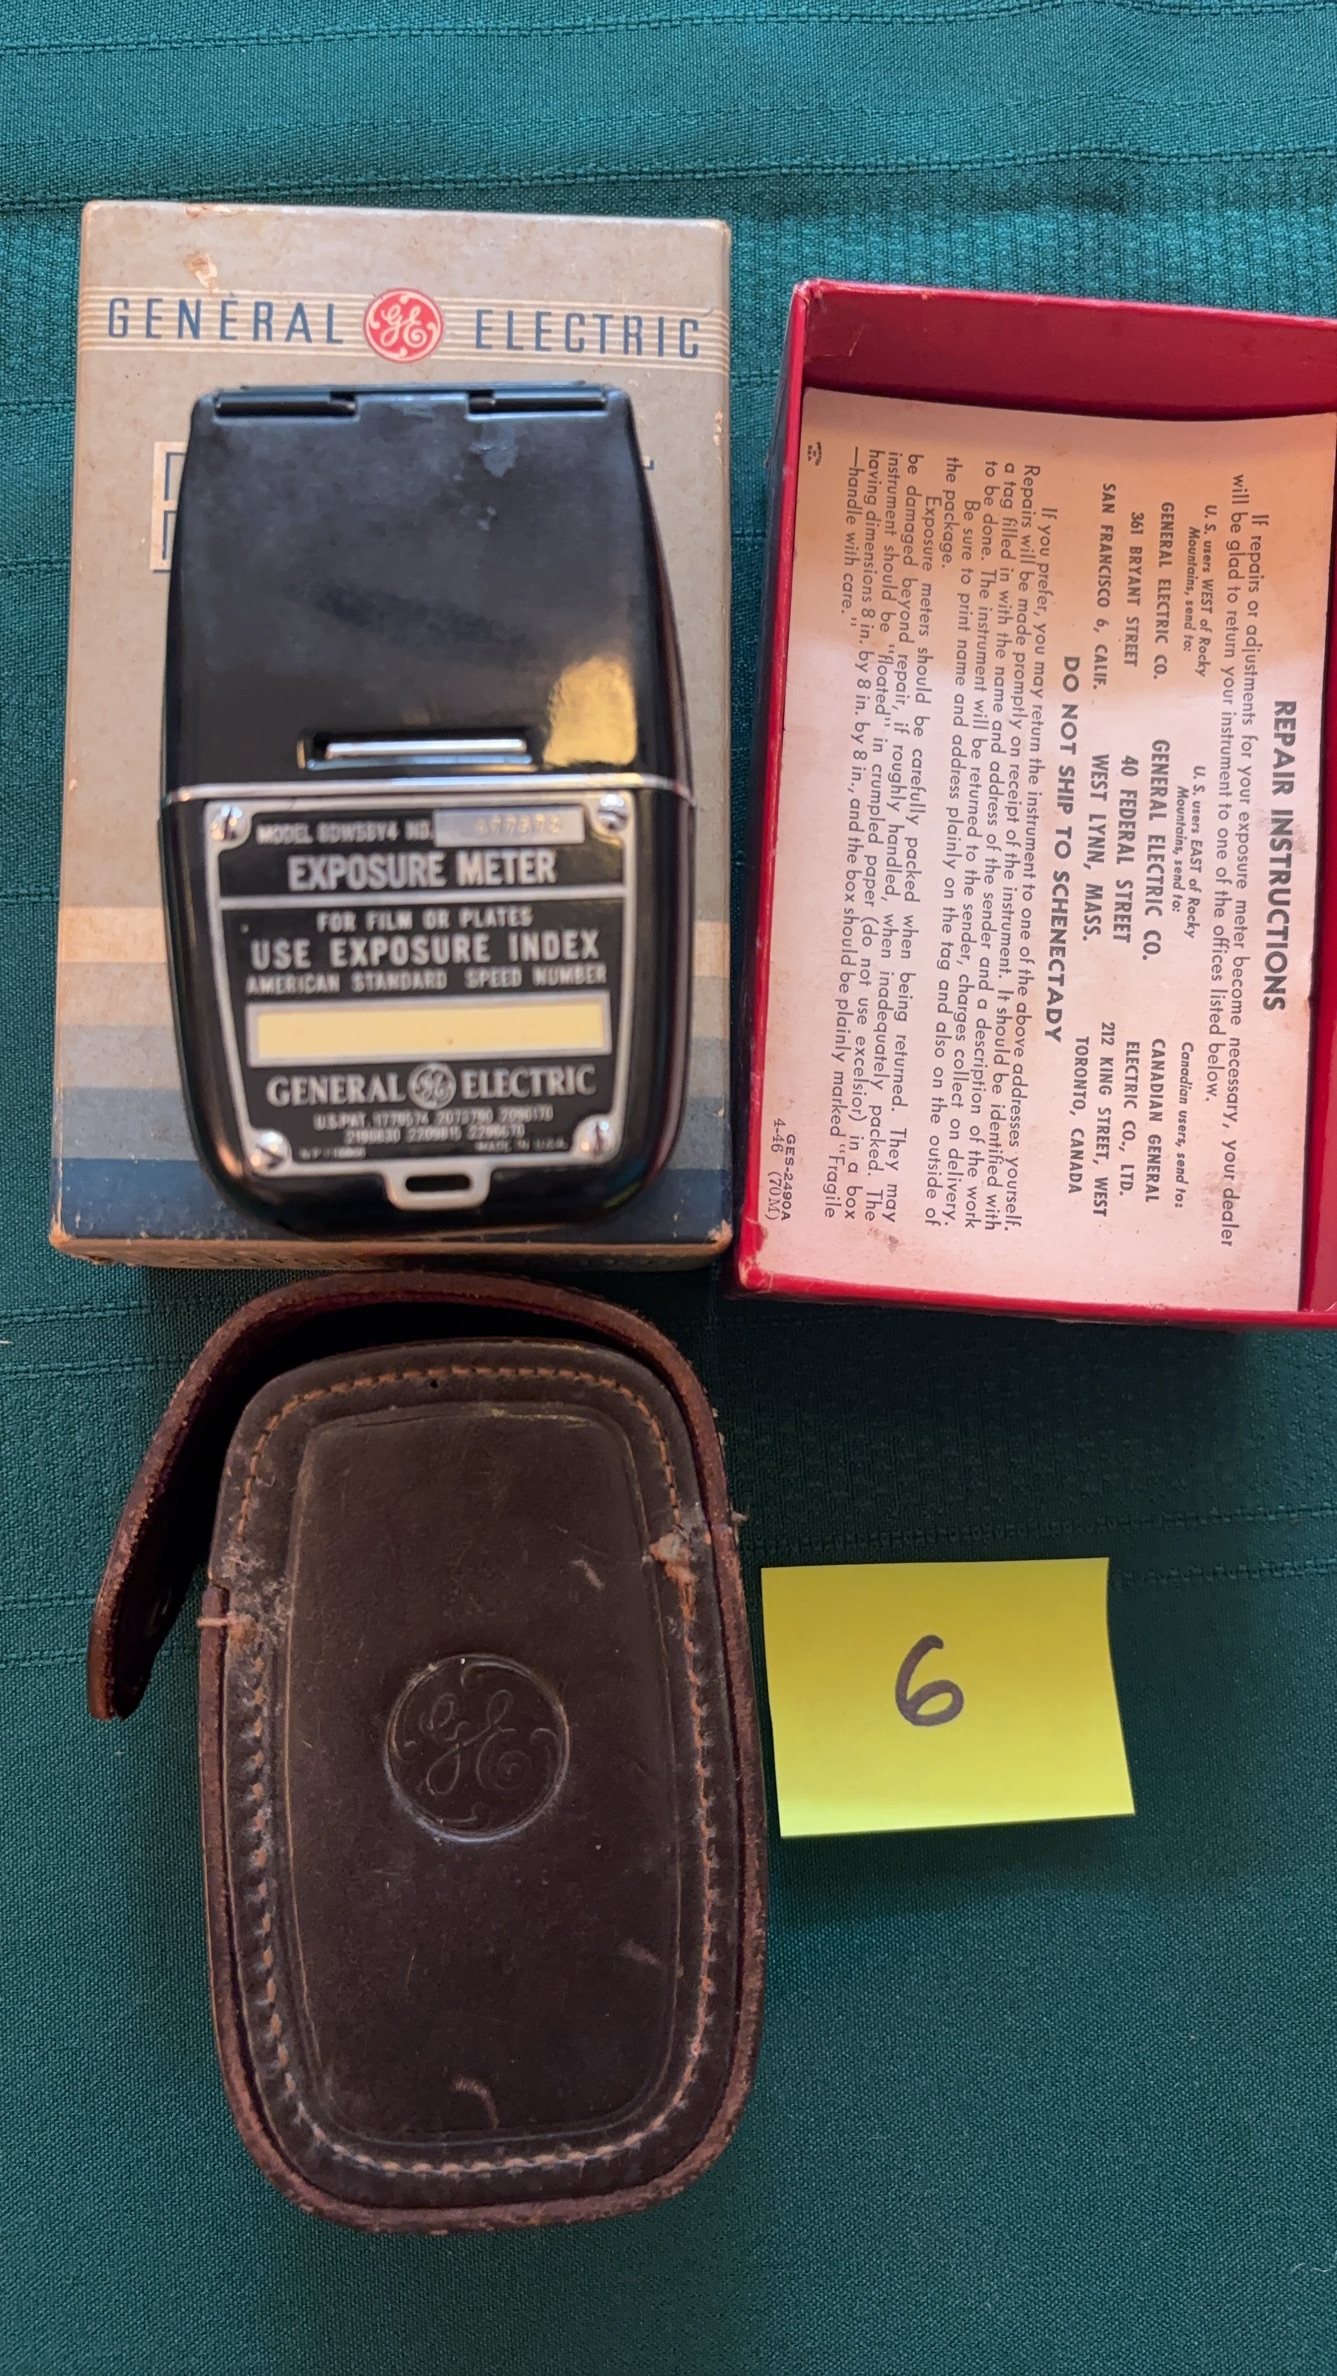 GENERAL GE ELECTRIC
MODEL 8DW58Y4 NO.
EXPOSURE METER
FOR FILM OR PLATES
USE EXPOSURE INDEX
AMERICAN STANDARD SPEED NUMBER
GENERAL GE ELECTRIC
U.S. PAT. 1779574 2073790 2096170
MADE IN U.S.A.
REPAIR INSTRUCTIONS
If repairs or adjustments for your exposure meter become necessary, your dealer
will be glad to return your instrument to one of the offices listed below.
U. S. users WEST of Rocky
Mountains, send to:
GENERAL ELECTRIC CO.
361 BRYANT STREET
SAN FRANCISCO 6, CALIF.
U. S. users EAST of Rocky
Mountains, send to:
GENERAL ELECTRIC CO.
40 FEDERAL STREET
WEST LYNN, MASS.
Canadian users, send to:
CANADIAN GENERAL
ELECTRIC CO., LTD.
212 KING STREET, WEST
TORONTO, CANADA
DO NOT SHIP TO SCHENECTADY
If you prefer, you may return the instrument to one of the above addresses yourself.
Repairs will be made promptly on receipt of the instrument. It should be identified with
a tag filled in with the name and address of the sender and a description of the work
to be done. The instrument will be returned to the sender, charges collect on delivery.
Be sure to print name and address plainly on the tag and also on the outside of
the package.
Exposure meters should be carefully packed when being returned. They may
be damaged beyond repair, if roughly handled, when inadequately packed. The
instrument should be "floated" in crumpled paper (do not use excelsior) in a box
having dimensions 8 in. by 8 in. by 8 in., and the box should be plainly marked "Fragile
—handle with care."
GES-2490A
4-46 (70M)
GE
6